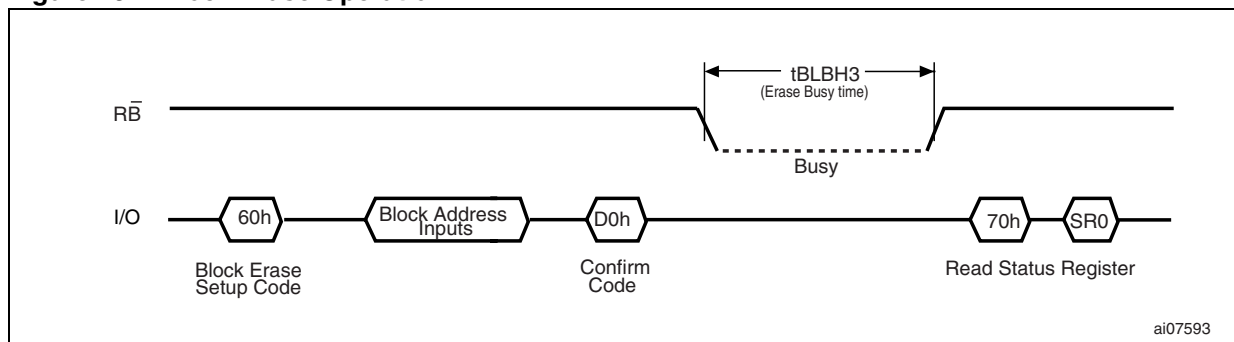 tBLBH3
(Erase Busy time)
RB̅
Busy
I/O
60h
Block Address
Inputs
D0h
70h
SR0
Block Erase
Setup Code
Confirm
Code
Read Status Register
ai07593